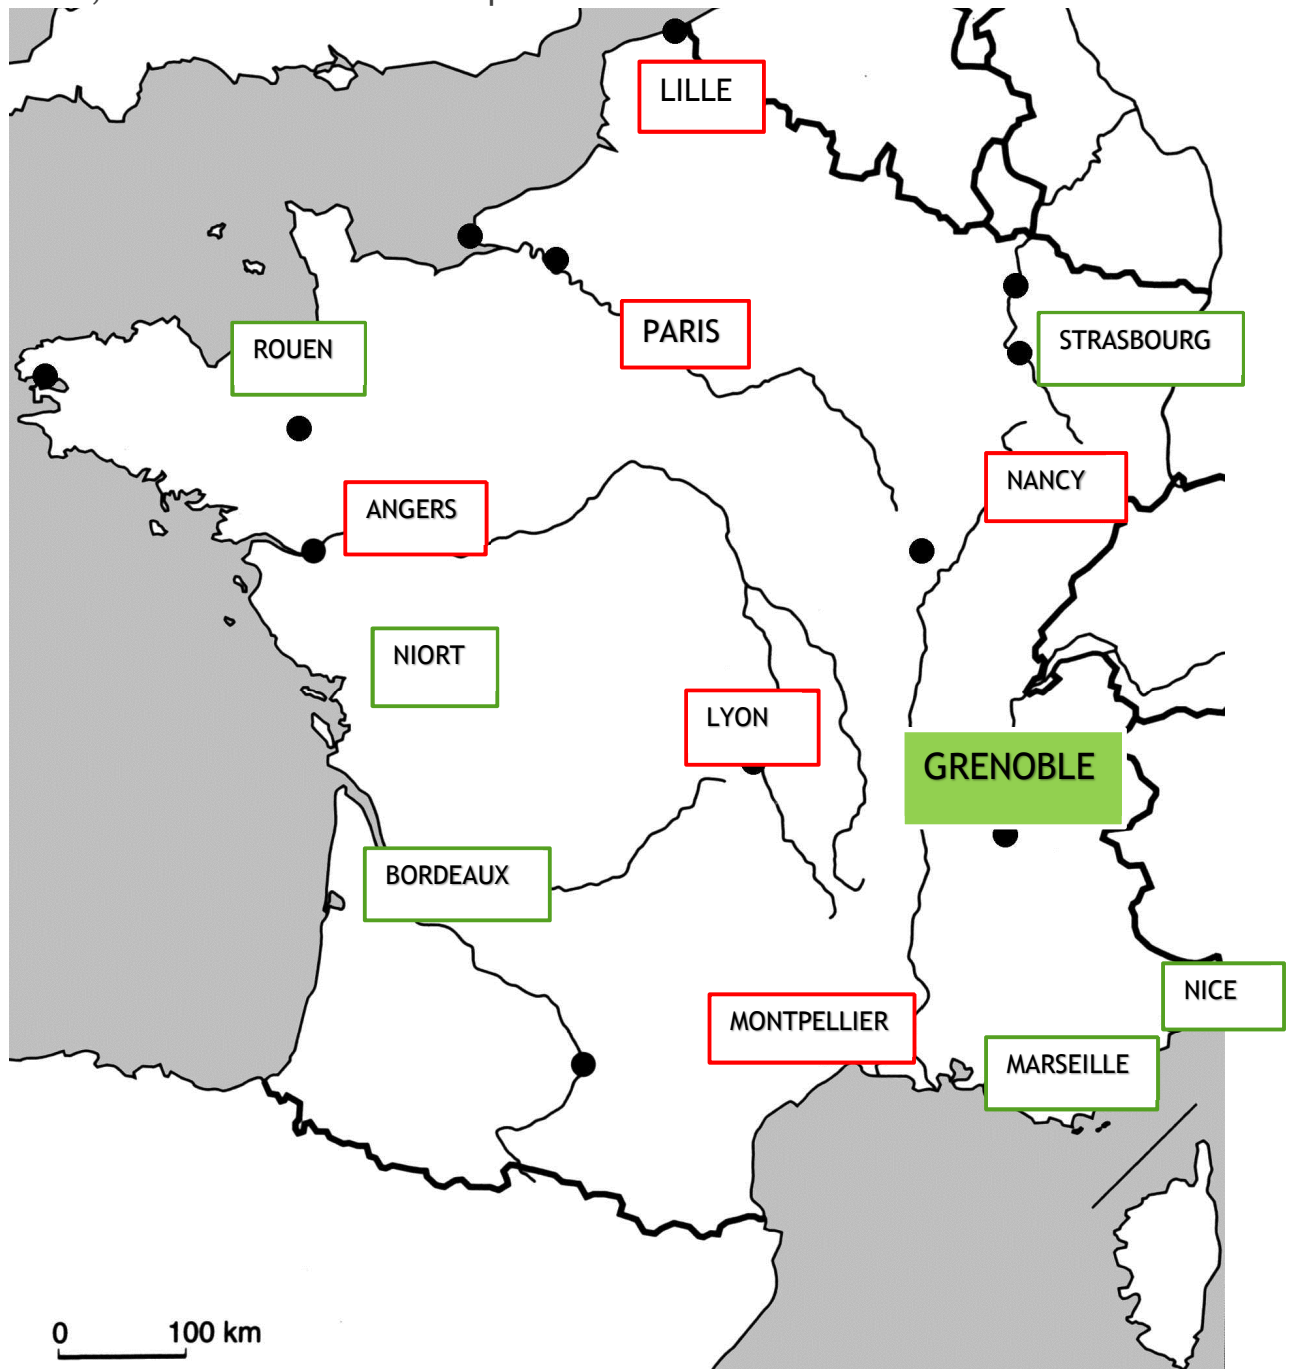 LILLE
PARIS
ROUEN
STRASBOURG
NANCY
ANGERS
NIORT
LYON
GRENOBLE
BORDEAUX
NICE
MONTPELLIER
MARSEILLE
0 100 km